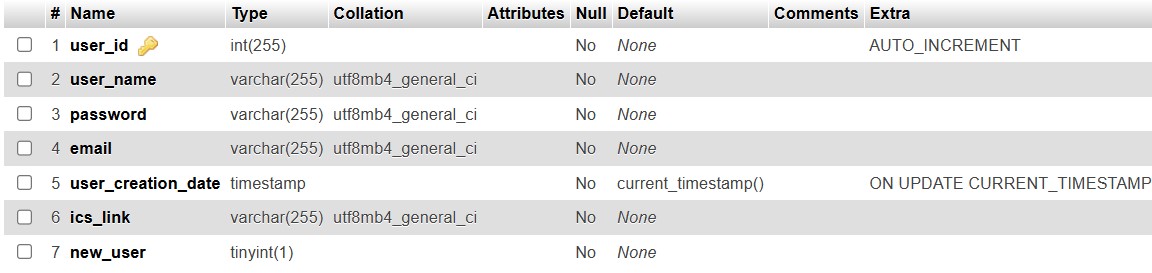 # Name Type Collation Attributes Null Default Comments Extra
1 user_id int(255) No None AUTO_INCREMENT
2 user_name varchar(255) utf8mb4_general_ci No None
3 password varchar(255) utf8mb4_general_ci No None
4 email varchar(255) utf8mb4_general_ci No None
5 user_creation_date timestamp No current_timestamp() ON UPDATE CURRENT_TIMESTAMP
6 ics_link varchar(255) utf8mb4_general_ci No None
7 new_user tinyint(1) No None